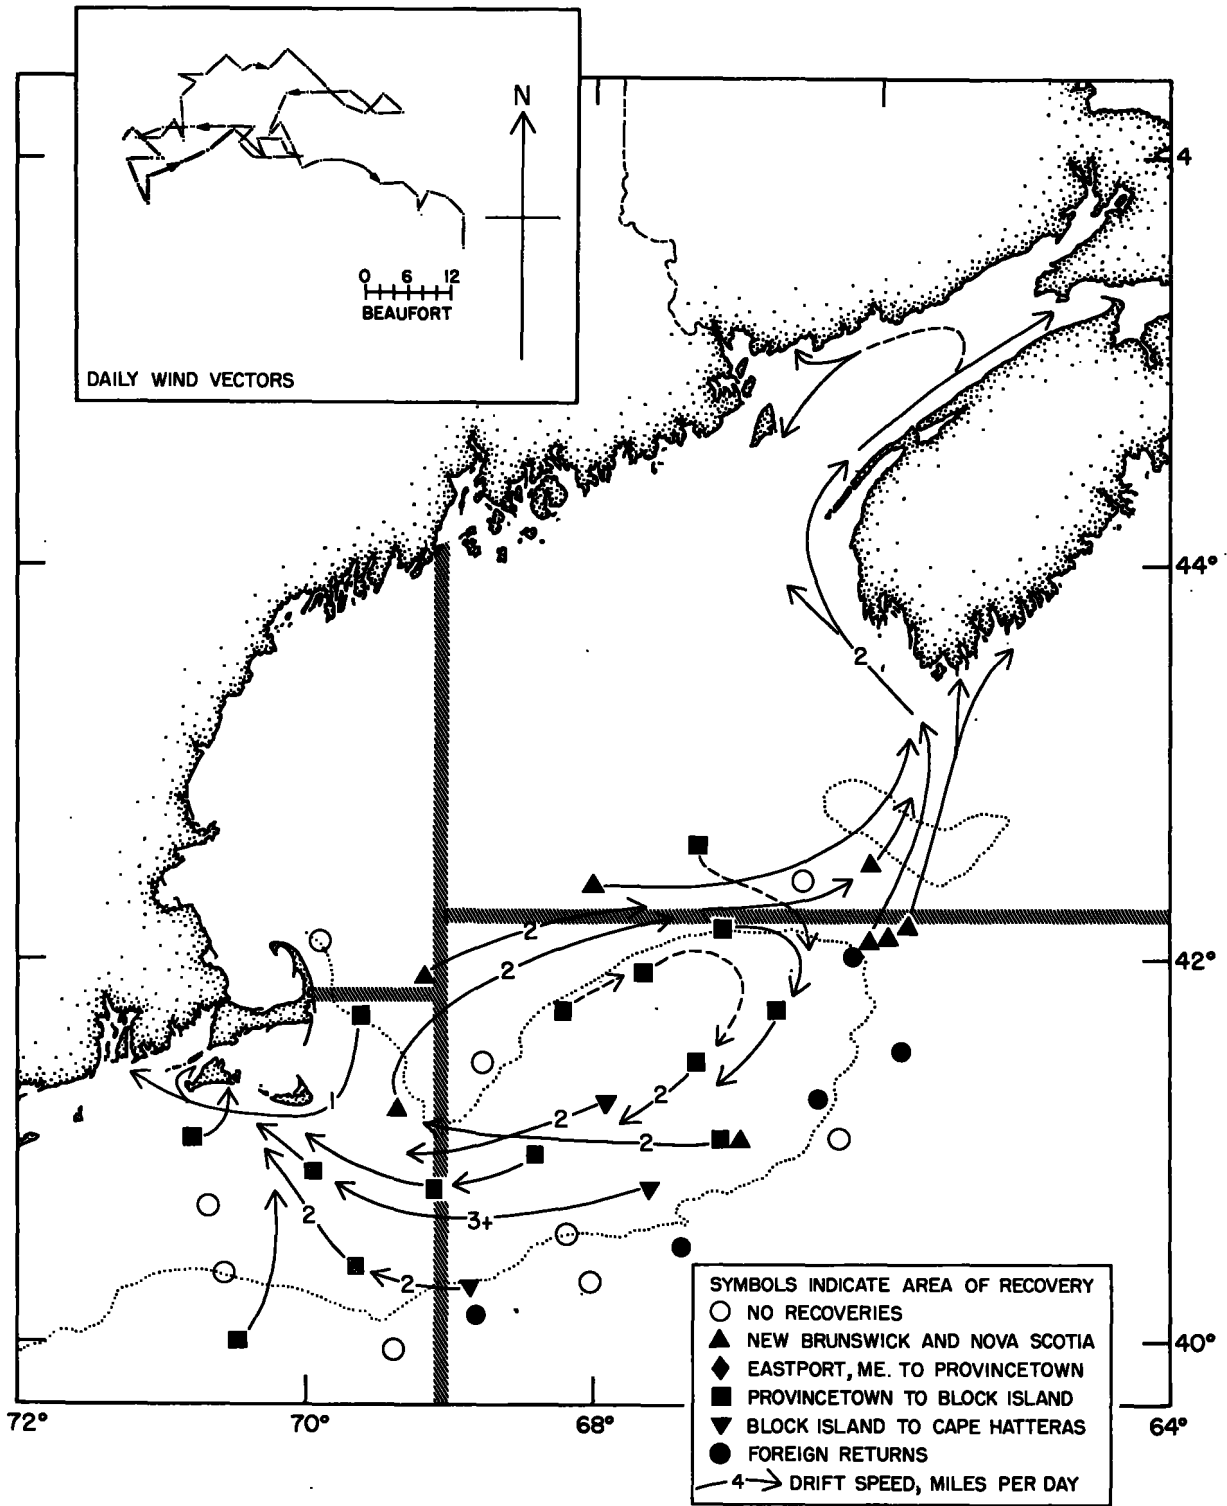 N
0 6 12
BEAUFORT
DAILY WIND VECTORS
4
44°
2
2
2
42°
1
2
2
2
3+
2
2
40°
72°
70°
68°
64°
SYMBOLS INDICATE AREA OF RECOVERY
NO RECOVERIES
NEW BRUNSWICK AND NOVA SCOTIA
EASTPORT, ME. TO PROVINCETOWN
PROVINCETOWN TO BLOCK ISLAND
BLOCK ISLAND TO CAPE HATTERAS
FOREIGN RETURNS
4 DRIFT SPEED, MILES PER DAY